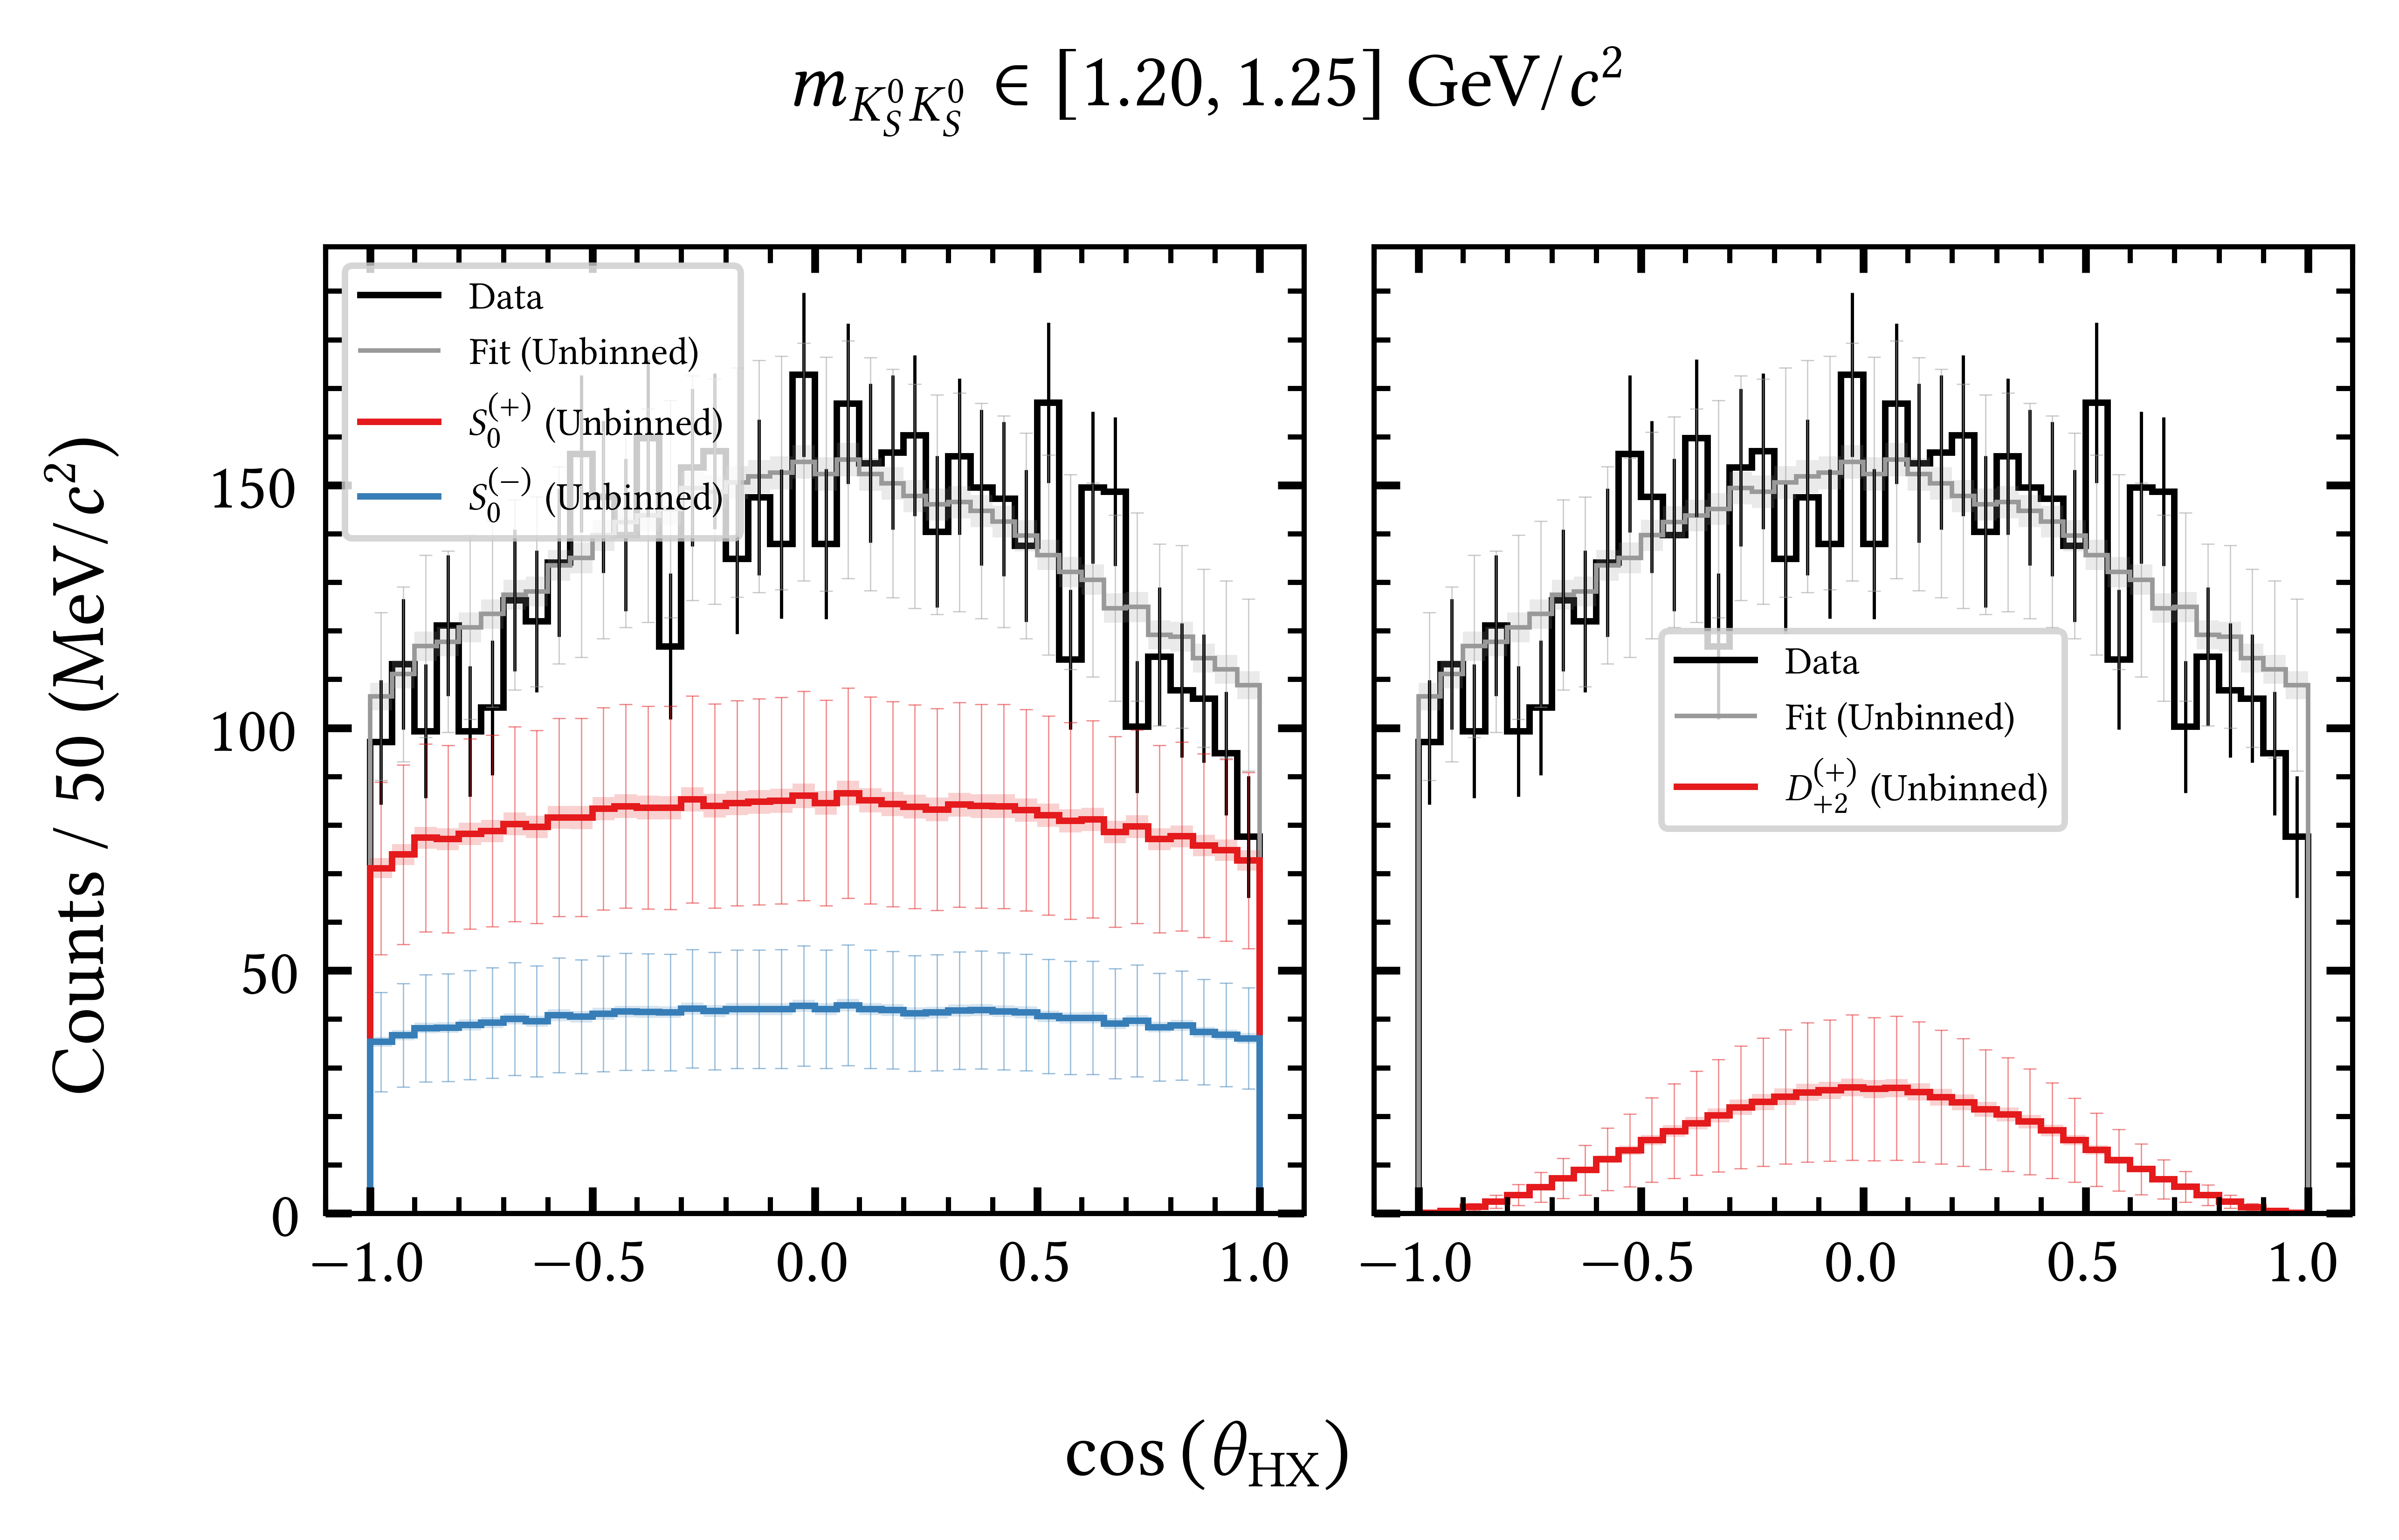 m_{K_S^0 K_S^0} ∈ [1.20, 1.25] GeV/c²
Counts / 50 (MeV/c²)
150
100
50
0
Data
Fit (Unbinned)
S_0^{(+)} (Unbinned)
S_0^{(−)} (Unbinned)
Data
Fit (Unbinned)
D_{+2}^{(+)} (Unbinned)
−1.0 −0.5 0.0 0.5 1.0
−1.0 −0.5 0.0 0.5 1.0
cos (θ_{HX})